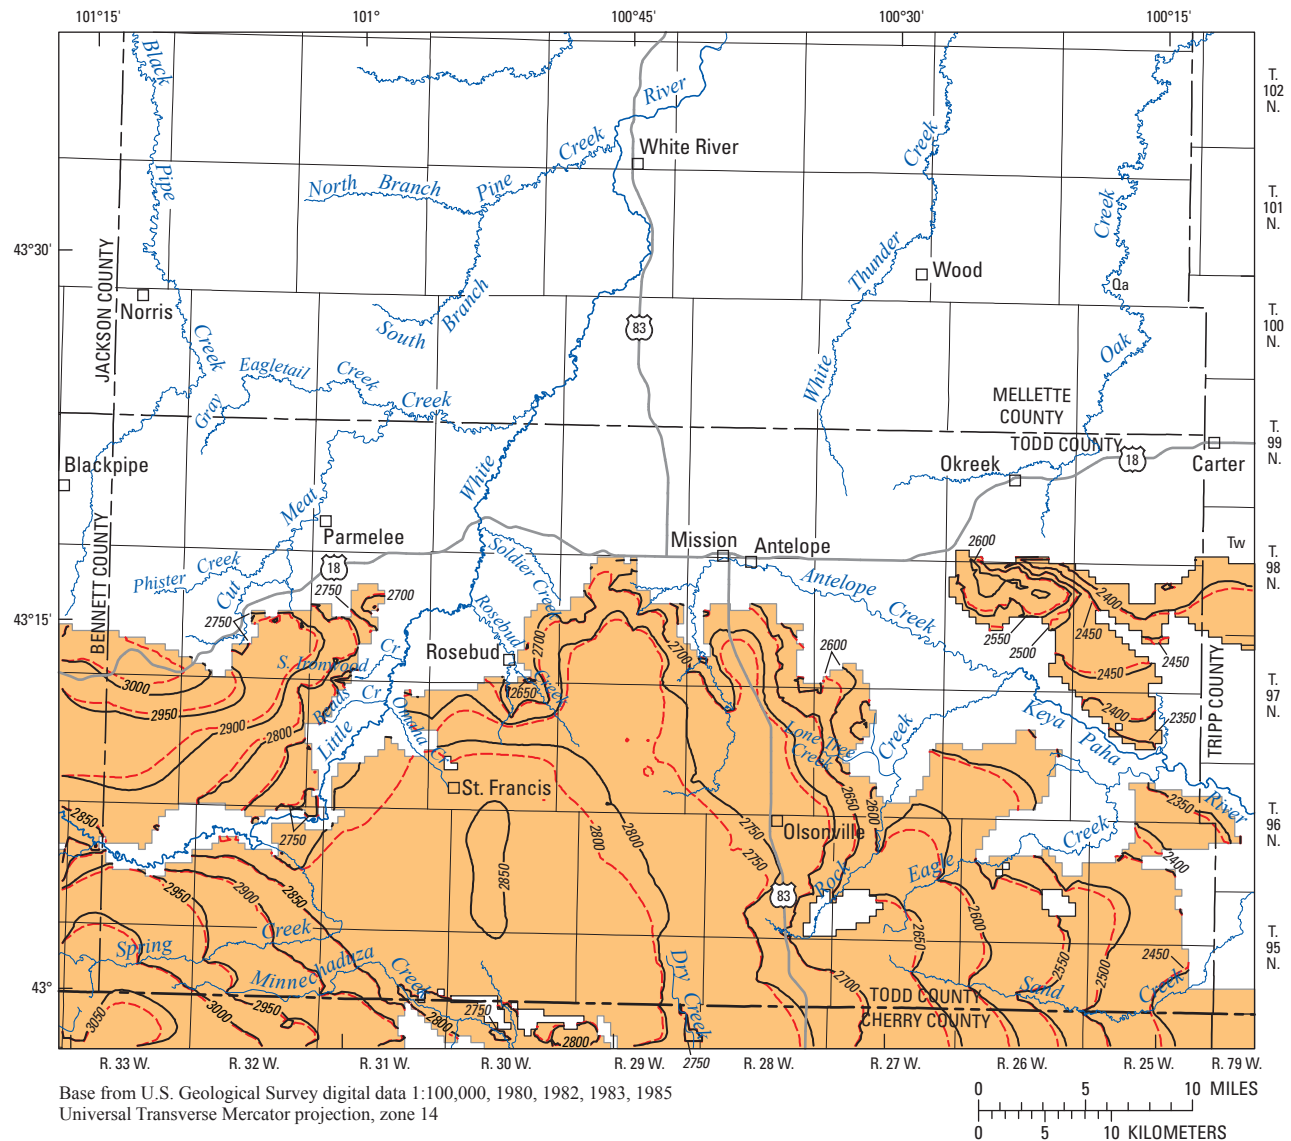 101°15'
101°
100°45'
100°30'
100°15'
Black
Pipe
Creek
River
Creek
Pine
North Branch
South
Branch
White River
Creek
Thunder
White
Wood
Creek
Qa
Oak
T.
102
N.
T.
101
N.
T.
100
N.
T.
99
N.
T.
98
N.
T.
97
N.
T.
96
N.
T.
95
N.
43°30'
43°15'
43°
JACKSON COUNTY
BENNETT COUNTY
Norris
83
Eagletail
Creek
Creek
Gray
MELLETTE
COUNTY
TODD COUNTY
18
Carter
Okreek
Blackpipe
White
Meat
Parmelee
18
Phister Creek
Cut
Mission
Antelope
Antelope
Creek
Soldier Creek
Rosebud
Creek
Rosebud
2600
Tw
2750
2700
2750
2400
2450
2550
2500
2450
2450
2400
2350
TRIPP COUNTY
S. Ironwood
Cr
Beads
Cr
Little
Omaha Cr
2700
2700
2650
2600
3000
2950
2900
2800
Keya
Paha
River
Lone Tree
Creek
Creek
St. Francis
2850
2750
2800
2800
2850
2750
2750
2650
2600
Olsonville
83
Rock
Eagle
Creek
2350
2400
2950
2900
2850
Spring
Creek
Minnechaduza
Creek
Dry Creek
2650
2600
2550
2500
2450
2700
TODD COUNTY
CHERRY COUNTY
Sand
Creek
3050
3000
2950
2800
2750
2800
2750
R. 33 W.
R. 32 W.
R. 31 W.
R. 30 W.
R. 29 W.
R. 28 W.
R. 27 W.
R. 26 W.
R. 25 W.
R. 79 W.
Base from U.S. Geological Survey digital data 1:100,000, 1980, 1982, 1983, 1985
Universal Transverse Mercator projection, zone 14
0 5 10 MILES
0 5 10 KILOMETERS